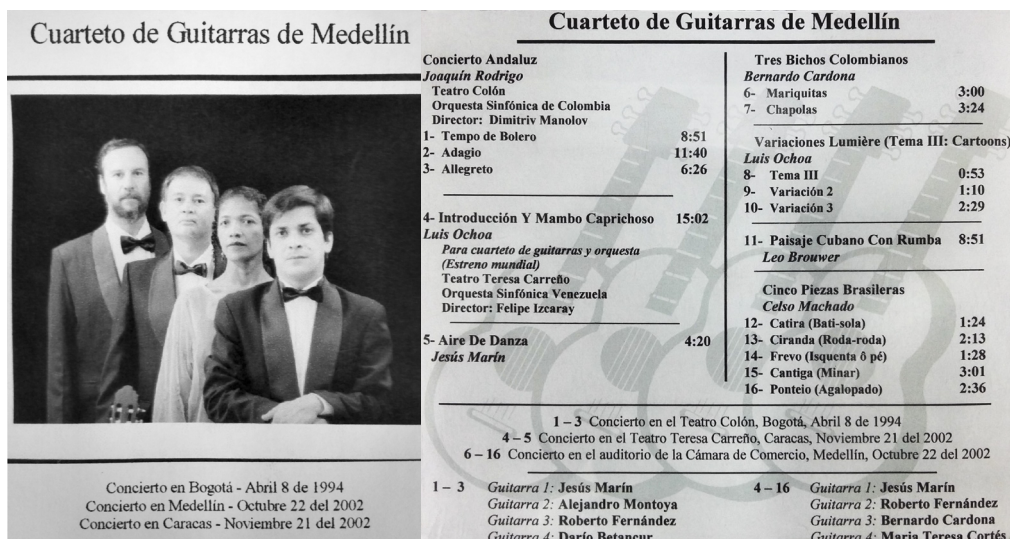 Cuarteto de Guitarras de Medellín
Concierto en Bogotá - Abril 8 de 1994
Concierto en Medellín - Octubre 22 del 2002
Concierto en Caracas - Noviembre 21 del 2002
Cuarteto de Guitarras de Medellín
Concierto Andaluz
Joaquín Rodrigo
Teatro Colón
Orquesta Sinfónica de Colombia
Director: Dimitriv Manolov
1- Tempo de Bolero 8:51
2- Adagio 11:40
3- Allegreto 6:26
4- Introducción Y Mambo Caprichoso 15:02
Luis Ochoa
Para cuarteto de guitarras y orquesta
(Estreno mundial)
Teatro Teresa Carreño
Orquesta Sinfónica Venezuela
Director: Felipe Izcaray
5- Aire De Danza 4:20
Jesús Marín
Tres Bichos Colombianos
Bernardo Cardona
6- Mariquitas 3:00
7- Chapolas 3:24
Variaciones Lumière (Tema III: Cartoons)
Luis Ochoa
8- Tema III 0:53
9- Variación 2 1:10
10- Variación 3 2:29
11- Paisaje Cubano Con Rumba 8:51
Leo Brouwer
Cinco Piezas Brasileras
Celso Machado
12- Catira (Bati-sola) 1:24
13- Ciranda (Roda-roda) 2:13
14- Frevo (Isquenta ô pé) 1:28
15- Cantiga (Minar) 3:01
16- Ponteio (Agalopado) 2:36
1 – 3 Concierto en el Teatro Colón, Bogotá, Abril 8 de 1994
4 – 5 Concierto en el Teatro Teresa Carreño, Caracas, Noviembre 21 del 2002
6 – 16 Concierto en el auditorio de la Cámara de Comercio, Medellín, Octubre 22 del 2002
1 – 3 Guitarra 1: Jesús Marín
Guitarra 2: Alejandro Montoya
Guitarra 3: Roberto Fernández
Guitarra 4: Darío Betancur
4 – 16 Guitarra 1: Jesús Marín
Guitarra 2: Roberto Fernández
Guitarra 3: Bernardo Cardona
Guitarra 4: Maria Teresa Cortés